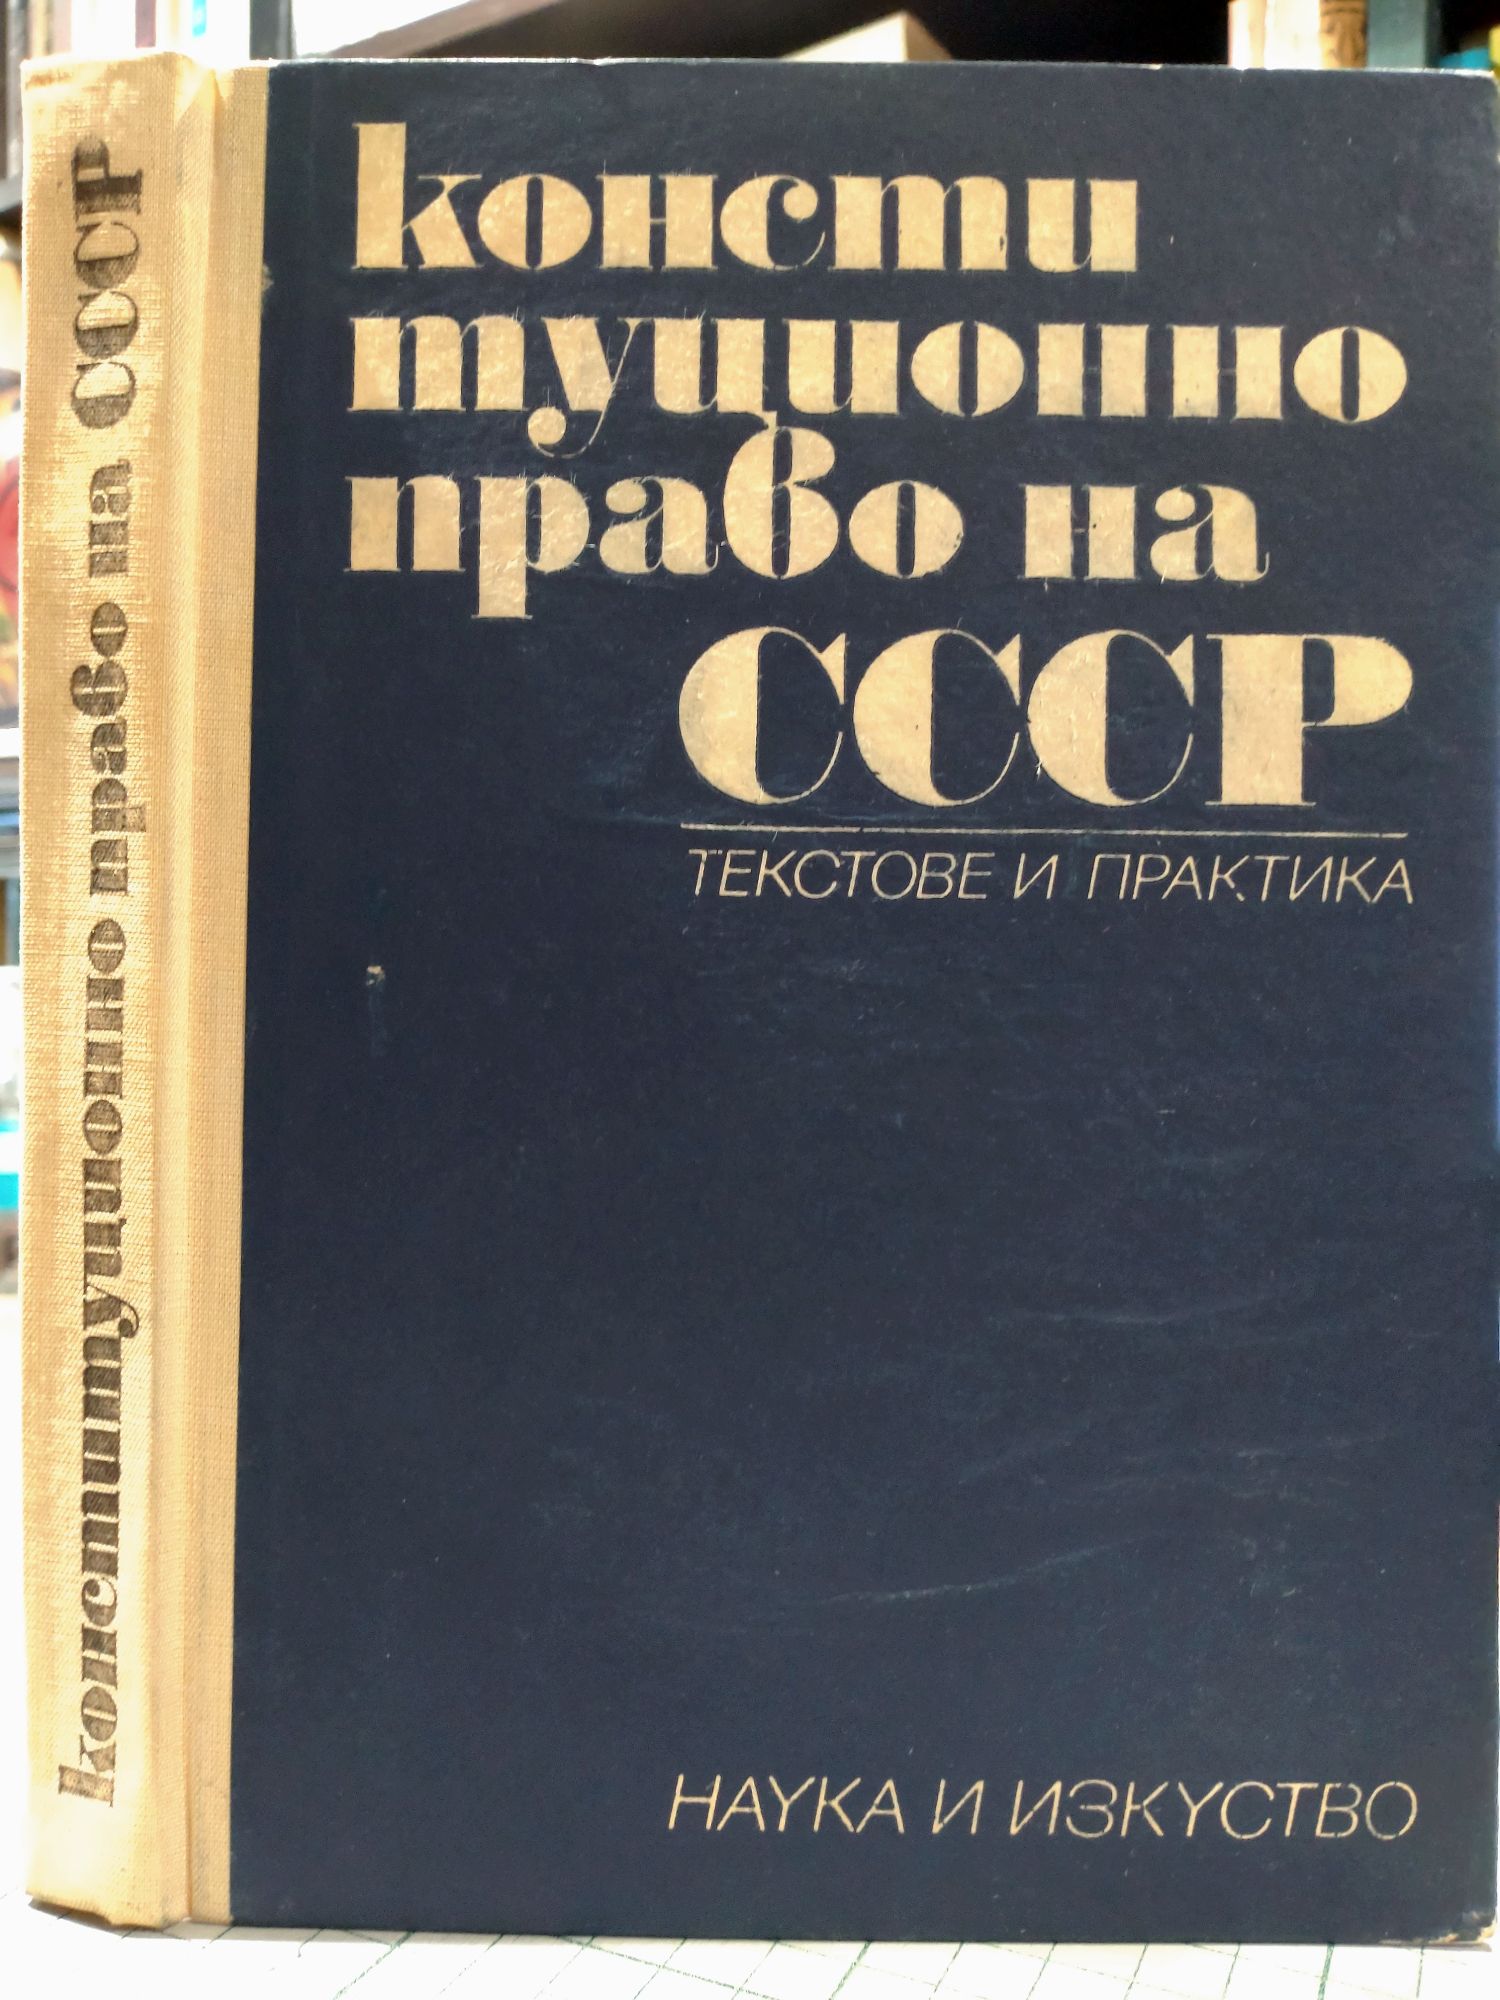 Конституционно право на СССР
консти
туционно
право на
СССР
ТЕКСТОВЕ И ПРАКТИКА
НАУКА И ИЗКУСТВО